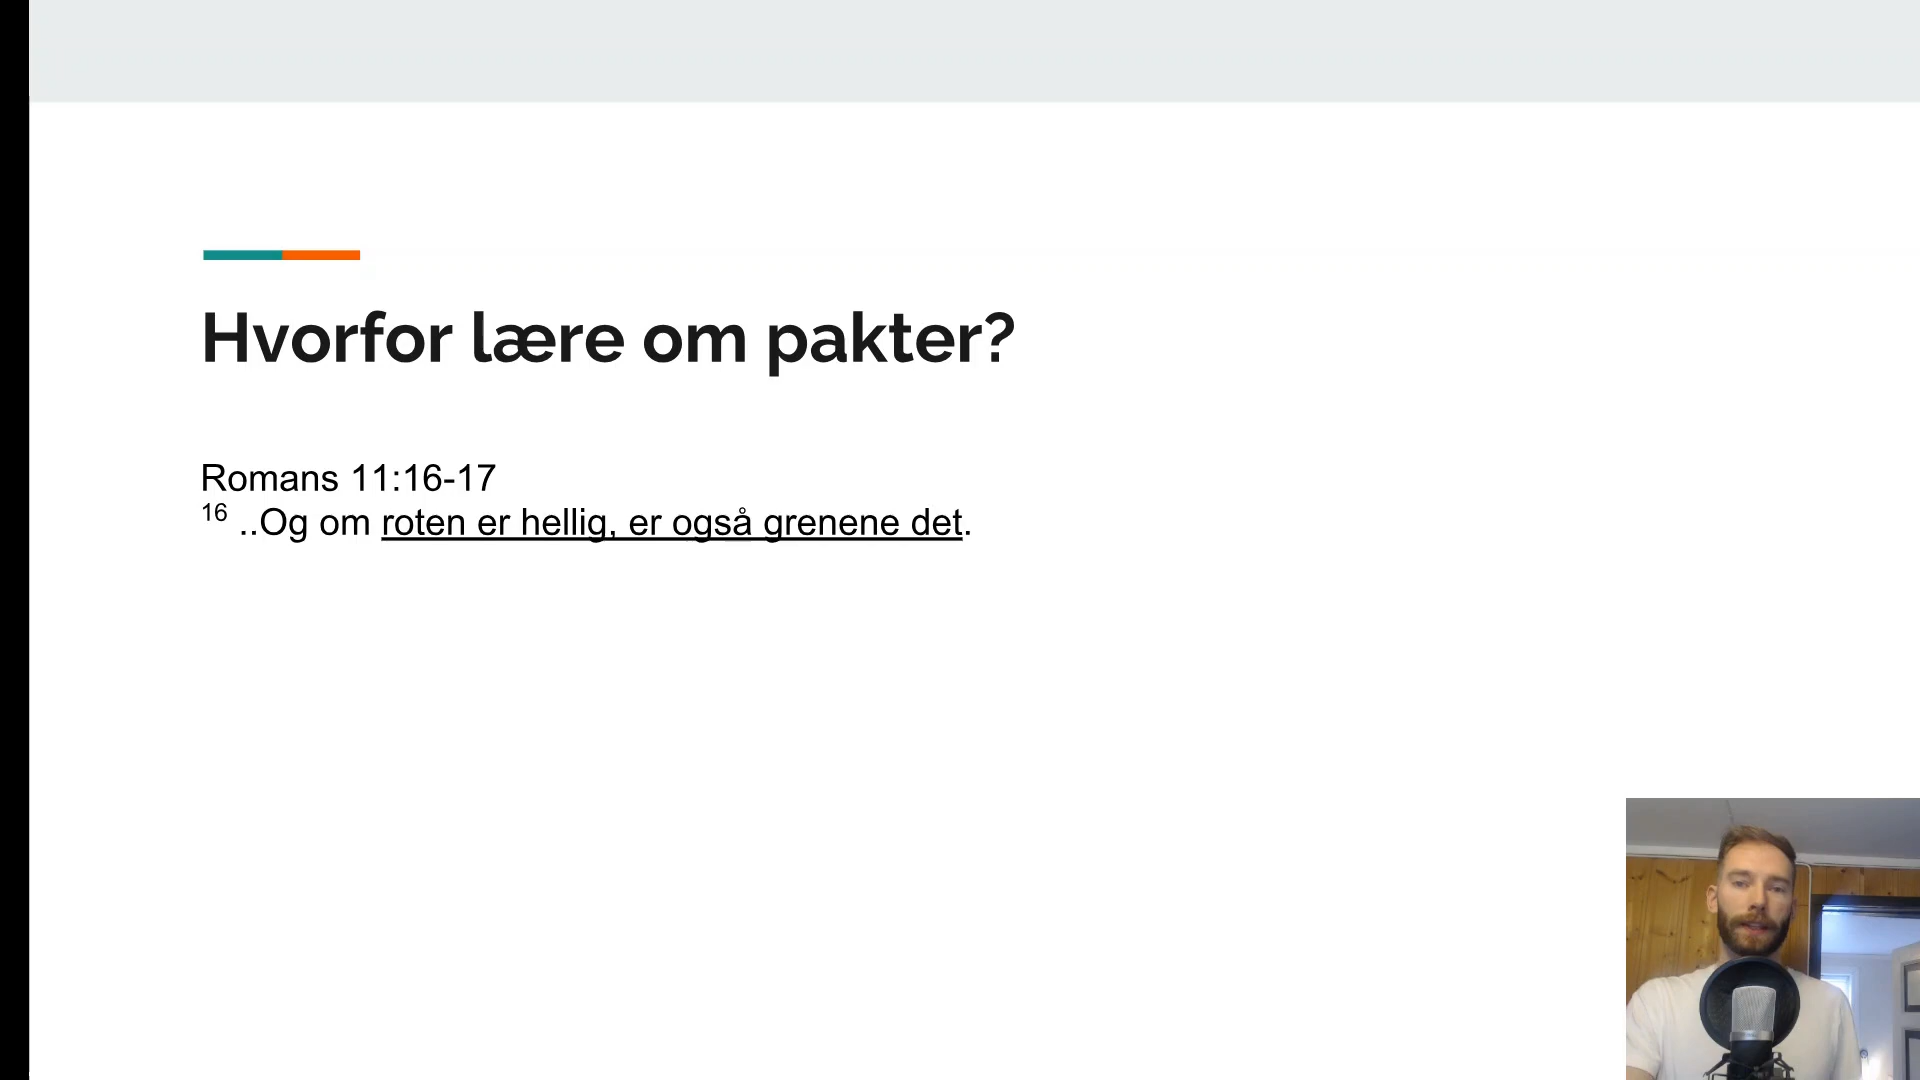 Hvorfor lære om pakter?
Romans 11:16-17
16 ..Og om roten er hellig, er også grenene det.